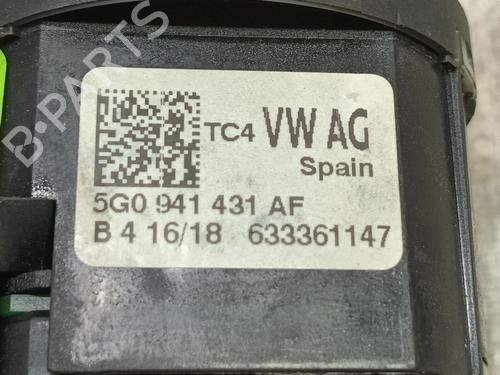 B-PARTS
TC4 VW AG
Spain
5G0 941 431 AF
B 4 16/18 633361147